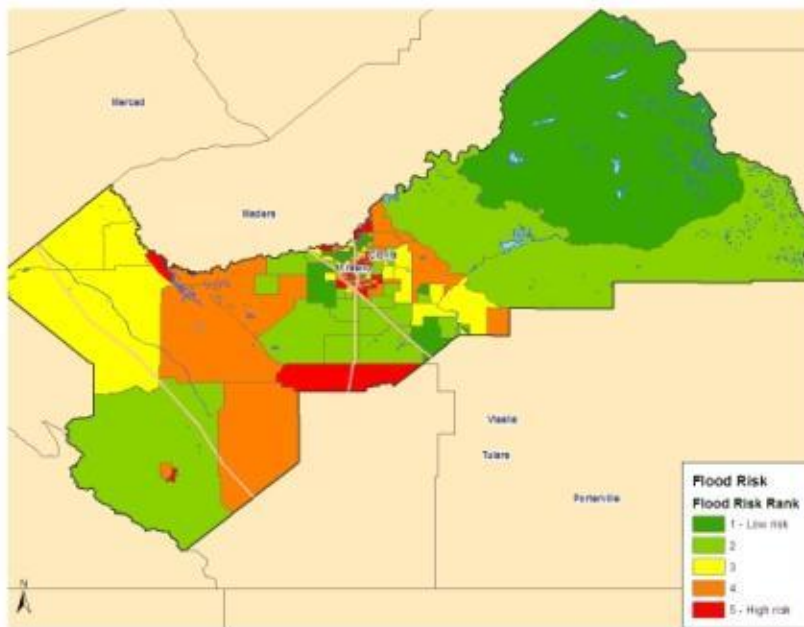 Merced
Madera
Clovis
Fresno
Visalia
Tulare
Porterville
N
Flood Risk
Flood Risk Rank
1 - Low risk
2
3
4
5 - High risk